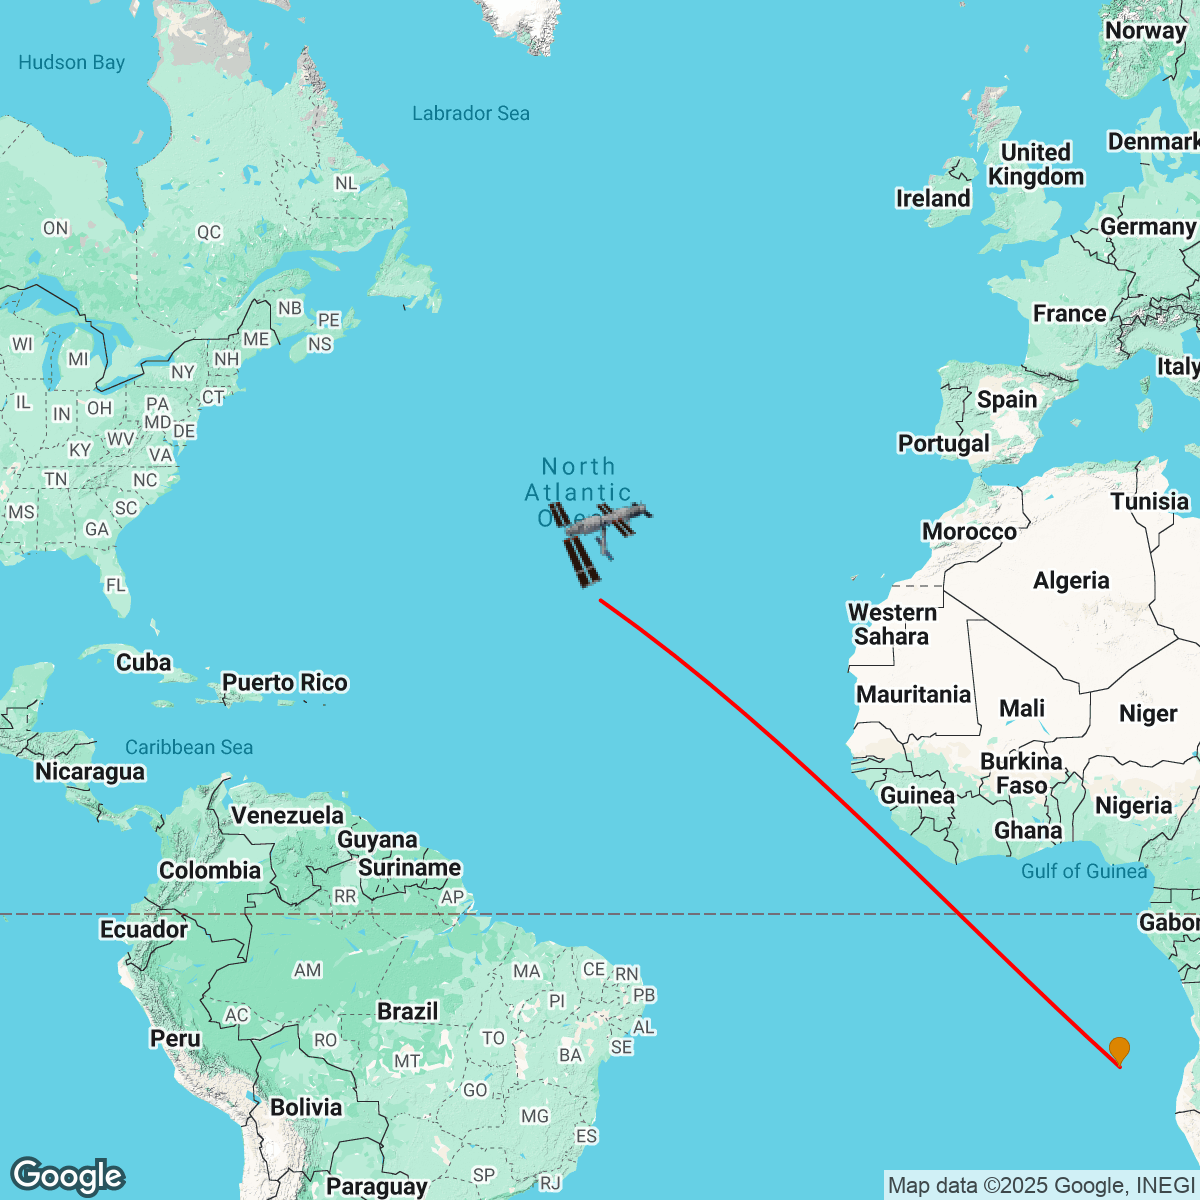 Norway
Hudson Bay
Labrador Sea
Denmark
United
Kingdom
Ireland
NL
ON
QC
Germany
NB
PE
France
ME
NS
WI
MI
NH
NY
Italy
CT
IL
IN
OH
PA
MD
DE
Spain
WV
KY
VA
Portugal
TN
NC
North
Atlantic
MS
SC
GA
Tunisia
Morocco
FL
Algeria
Western
Sahara
Cuba
Puerto Rico
Mauritania
Mali
Niger
Caribbean Sea
Nicaragua
Burkina
Faso
Guinea
Nigeria
Venezuela
Ghana
Guyana
Suriname
Colombia
Gulf of Guinea
RR
AP
Ecuador
Gabon
AM
MA
CE
RN
PI
PB
AC
Brazil
AL
Peru
RO
TO
SE
MT
BA
GO
Bolivia
MG
ES
SP
RJ
Paraguay
Google
Map data ©2025 Google, INEGI